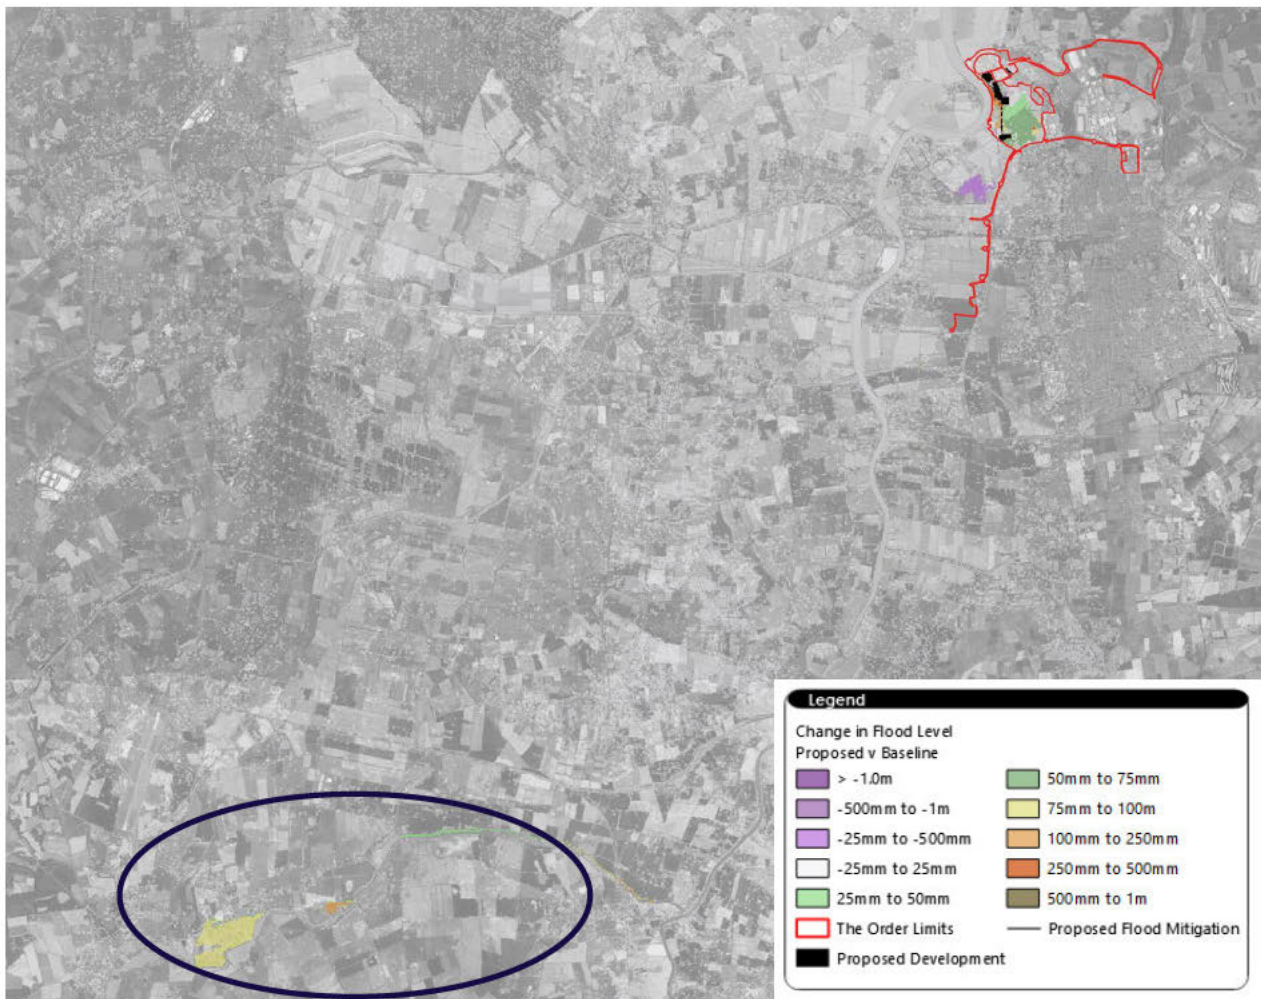 Legend
Change in Flood Level
Proposed v Baseline
> -1.0m
-500mm to -1m
-25mm to -500mm
-25mm to 25mm
25mm to 50mm
50mm to 75mm
75mm to 100m
100mm to 250mm
250mm to 500mm
500mm to 1m
The Order Limits
Proposed Flood Mitigation
Proposed Development